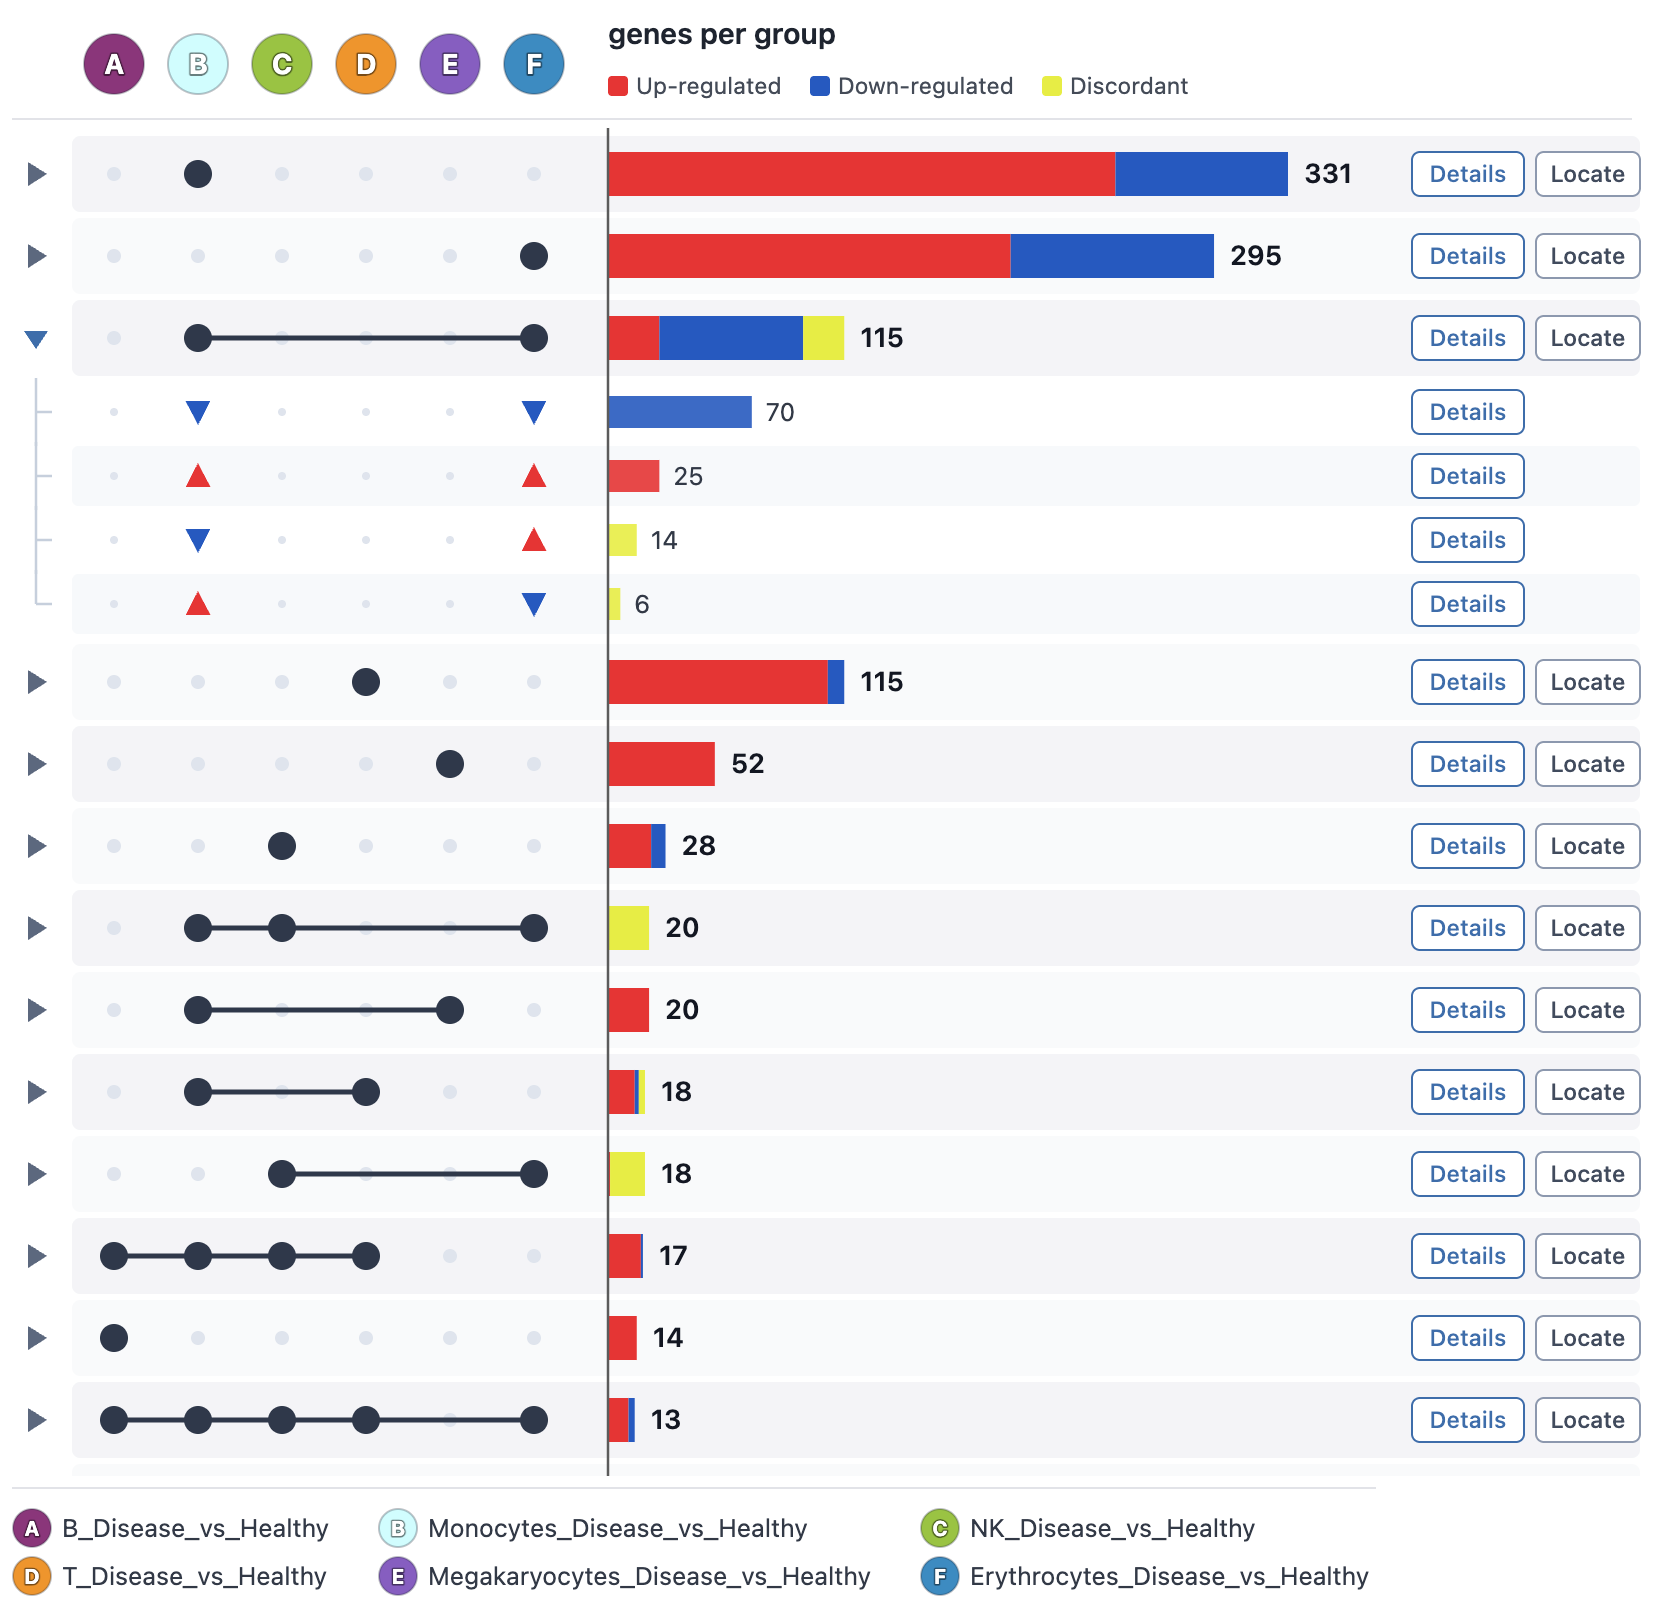 genes per group
A B C D E F
Up-regulated Down-regulated Discordant
331 Details Locate
295 Details Locate
115 Details Locate
70 Details
25 Details
14 Details
6 Details
115 Details Locate
52 Details Locate
28 Details Locate
20 Details Locate
20 Details Locate
18 Details Locate
18 Details Locate
17 Details Locate
14 Details Locate
13 Details Locate
A B_Disease_vs_Healthy B Monocytes_Disease_vs_Healthy C NK_Disease_vs_Healthy
D T_Disease_vs_Healthy E Megakaryocytes_Disease_vs_Healthy F Erythrocytes_Disease_vs_Healthy